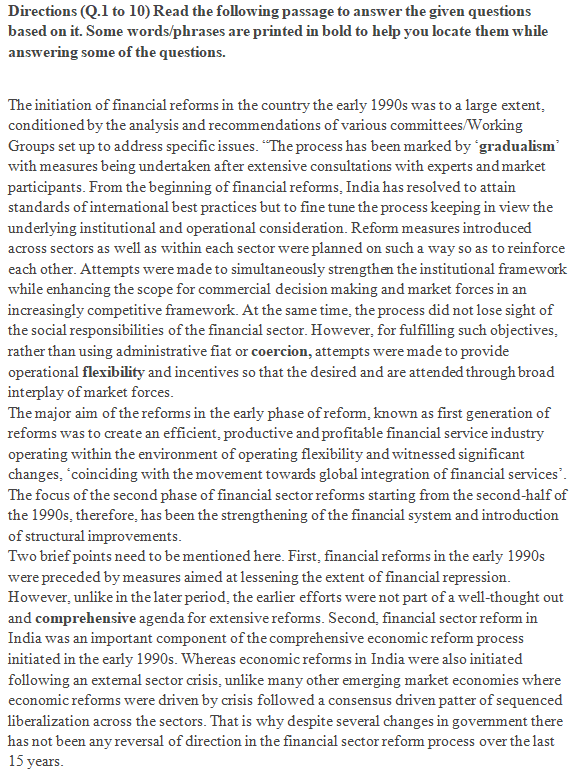 Directions (Q.1 to 10) Read the following passage to answer the given questions
based on it. Some words/phrases are printed in bold to help you locate them while
answering some of the questions.
The initiation of financial reforms in the country the early 1990s was to a large extent,
conditioned by the analysis and recommendations of various committees/Working
Groups set up to address specific issues. “The process has been marked by ‘gradualism’
with measures being undertaken after extensive consultations with experts and market
participants. From the beginning of financial reforms, India has resolved to attain
standards of international best practices but to fine tune the process keeping in view the
underlying institutional and operational consideration. Reform measures introduced
across sectors as well as within each sector were planned on such a way so as to reinforce
each other. Attempts were made to simultaneously strengthen the institutional framework
while enhancing the scope for commercial decision making and market forces in an
increasingly competitive framework. At the same time, the process did not lose sight of
the social responsibilities of the financial sector. However, for fulfilling such objectives,
rather than using administrative fiat or coercion, attempts were made to provide
operational flexibility and incentives so that the desired and are attended through broad
interplay of market forces.
The major aim of the reforms in the early phase of reform, known as first generation of
reforms was to create an efficient, productive and profitable financial service industry
operating within the environment of operating flexibility and witnessed significant
changes, ‘coinciding with the movement towards global integration of financial services’.
The focus of the second phase of financial sector reforms starting from the second-half of
the 1990s, therefore, has been the strengthening of the financial system and introduction
of structural improvements.
Two brief points need to be mentioned here. First, financial reforms in the early 1990s
were preceded by measures aimed at lessening the extent of financial repression.
However, unlike in the later period, the earlier efforts were not part of a well-thought out
and comprehensive agenda for extensive reforms. Second, financial sector reform in
India was an important component of the comprehensive economic reform process
initiated in the early 1990s. Whereas economic reforms in India were also initiated
following an external sector crisis, unlike many other emerging market economies where
economic reforms were driven by crisis followed a consensus driven patter of sequenced
liberalization across the sectors. That is why despite several changes in government there
has not been any reversal of direction in the financial sector reform process over the last
15 years.